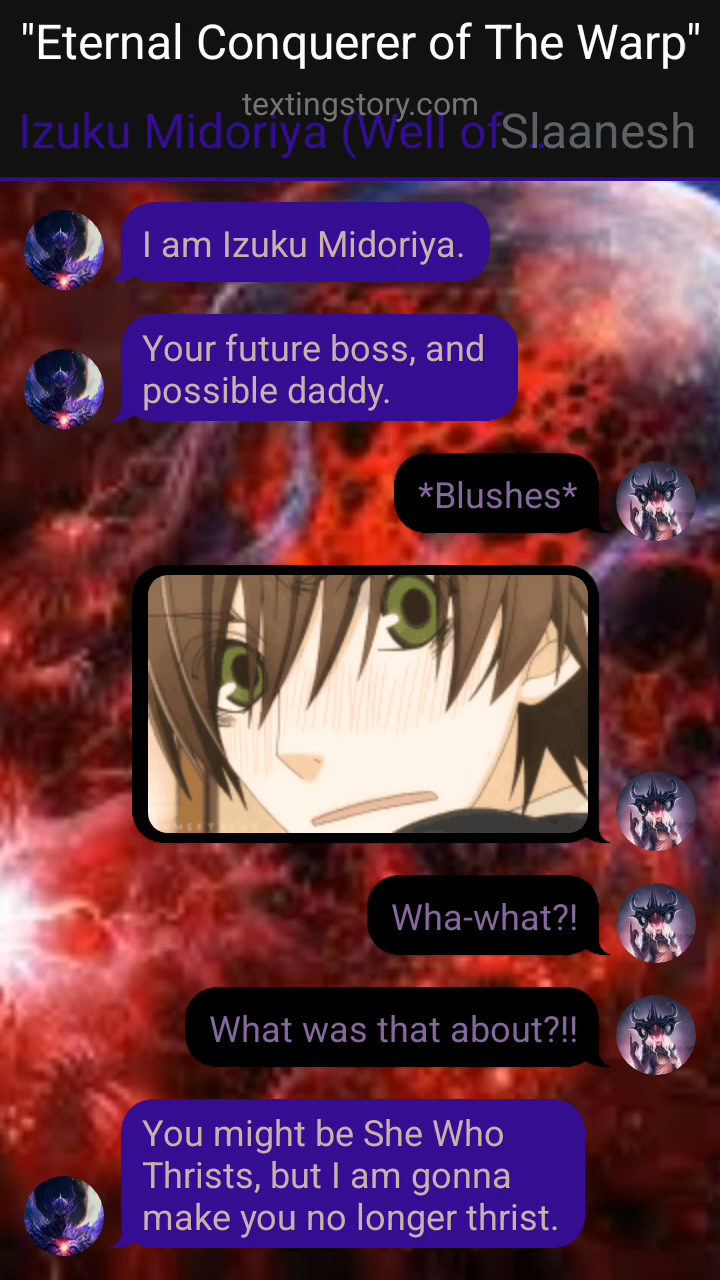 "Eternal Conquerer of The Warp"
textingstory.com
Izuku Midoriya (Well of...
Slaanesh
I am Izuku Midoriya.
Your future boss, and
possible daddy.
*Blushes*
Wha-what?!
What was that about?!!
You might be She Who
Thrists, but I am gonna
make you no longer thrist.